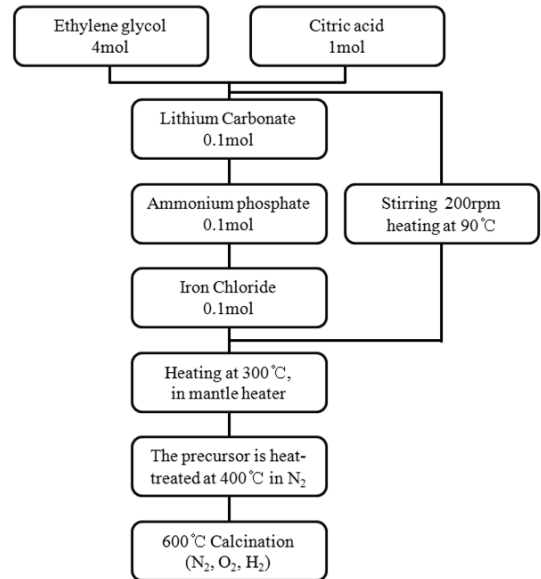 Ethylene glycol
4mol
Citric acid
1mol
Lithium Carbonate
0.1mol
Ammonium phosphate
0.1mol
Stirring 200rpm
heating at 90℃
Iron Chloride
0.1mol
Heating at 300℃,
in mantle heater
The precursor is heat-
treated at 400℃ in N₂
600℃ Calcination
(N₂, O₂, H₂)